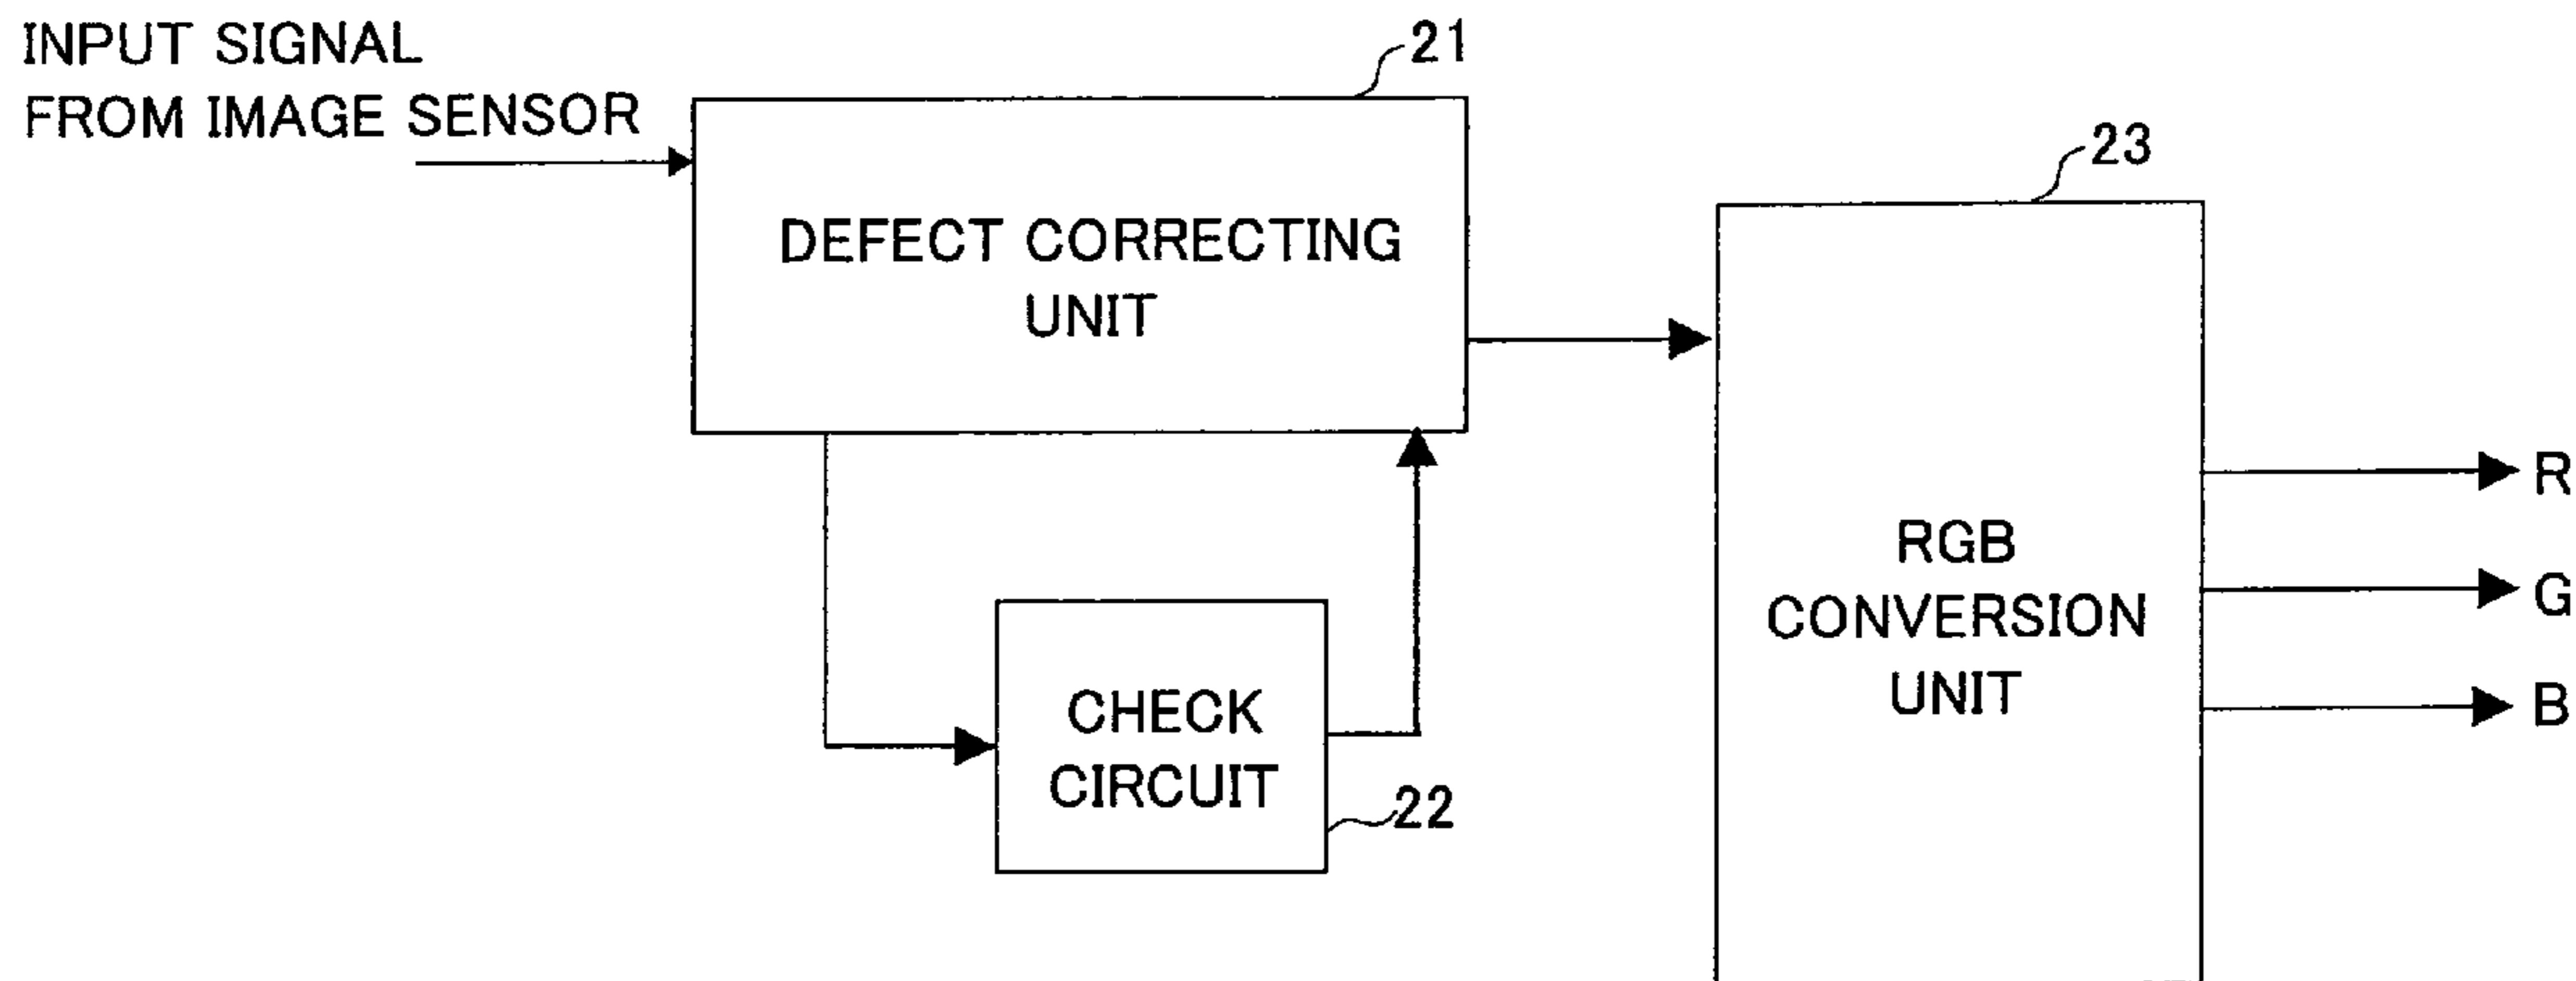 INPUT SIGNAL
FROM IMAGE SENSOR
21
DEFECT CORRECTING
UNIT
23
RGB
CONVERSION
UNIT
R
G
B
CHECK
CIRCUIT
22